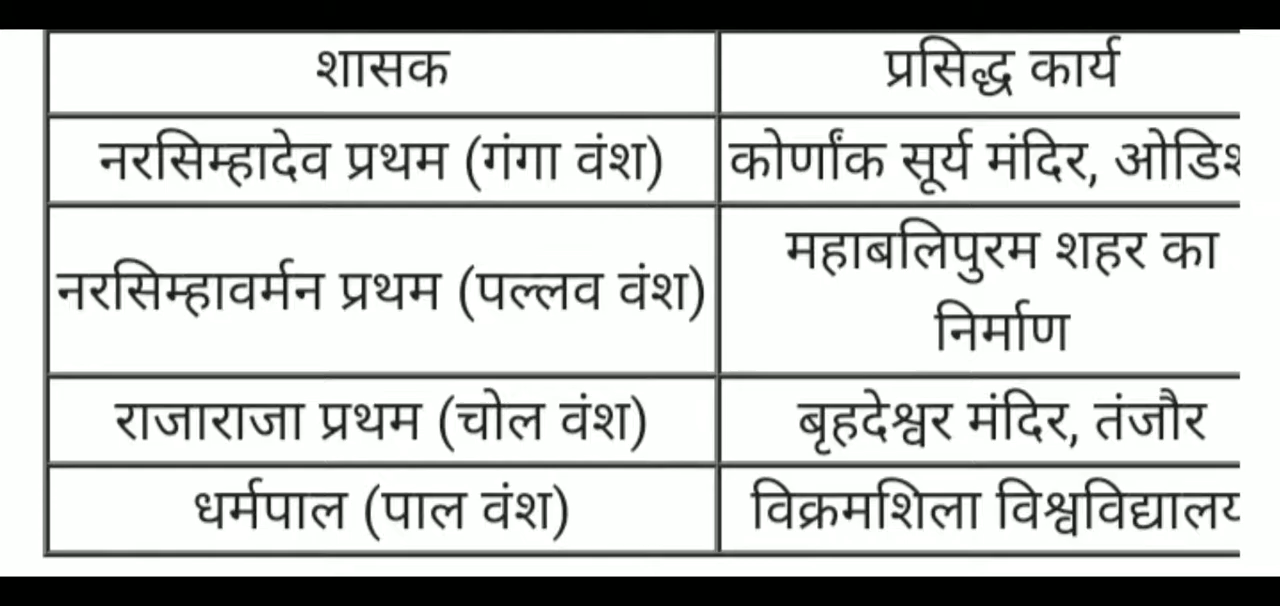 शासक प्रसिद्ध कार्य
नरसिम्हादेव प्रथम (गंगा वंश) कोर्णांक सूर्य मंदिर,
नरसिम्हावर्मन प्रथम (पल्लव वंश) महाबलिपुरम शहर का
निर्माण
राजाराजा प्रथम (चोल वंश) बृहदेश्वर मंदिर, तंजौर
धर्मपाल (पाल वंश) विक्रमशिला विश्वविद्यालय